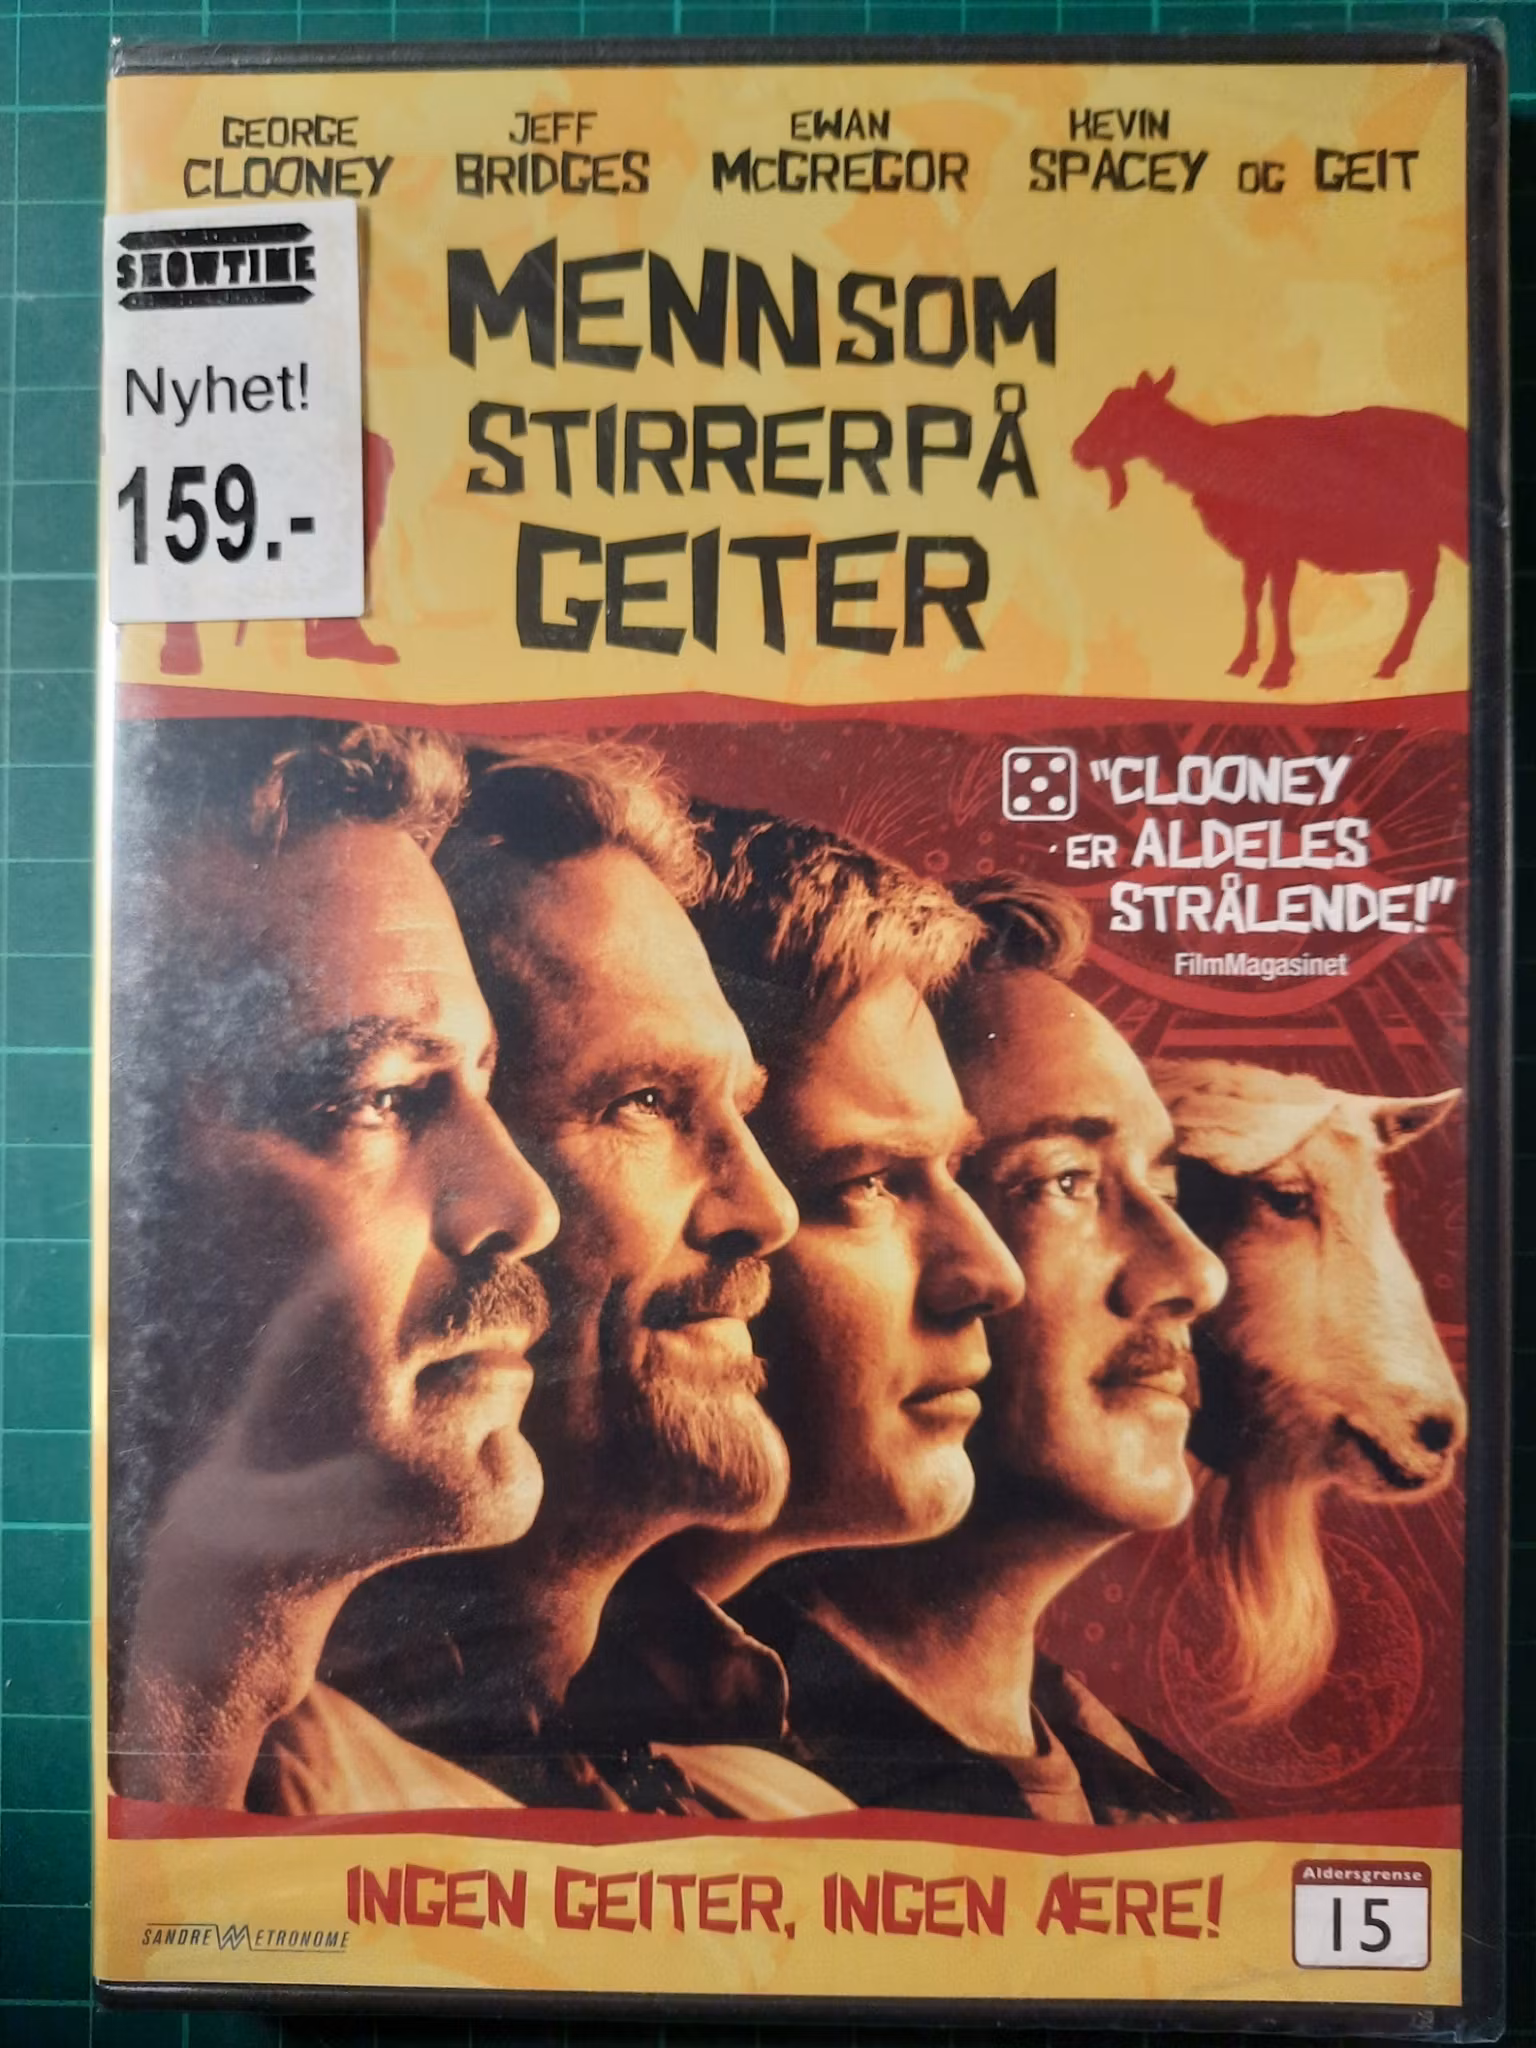 GEORGE CLOONEY
JEFF BRIDGES
EWAN McGREGOR
KEVIN SPACEY OG GEIT
SHOWTIME
Nyhet!
159.-
MENN SOM
STIRRER PÅ
GEITER
"CLOONEY
ER ALDELES
STRÅLENDE!"
FilmMagasinet
INGEN GEITER, INGEN ÆRE!
SANDREW METRONOME
Aldersgrense
15